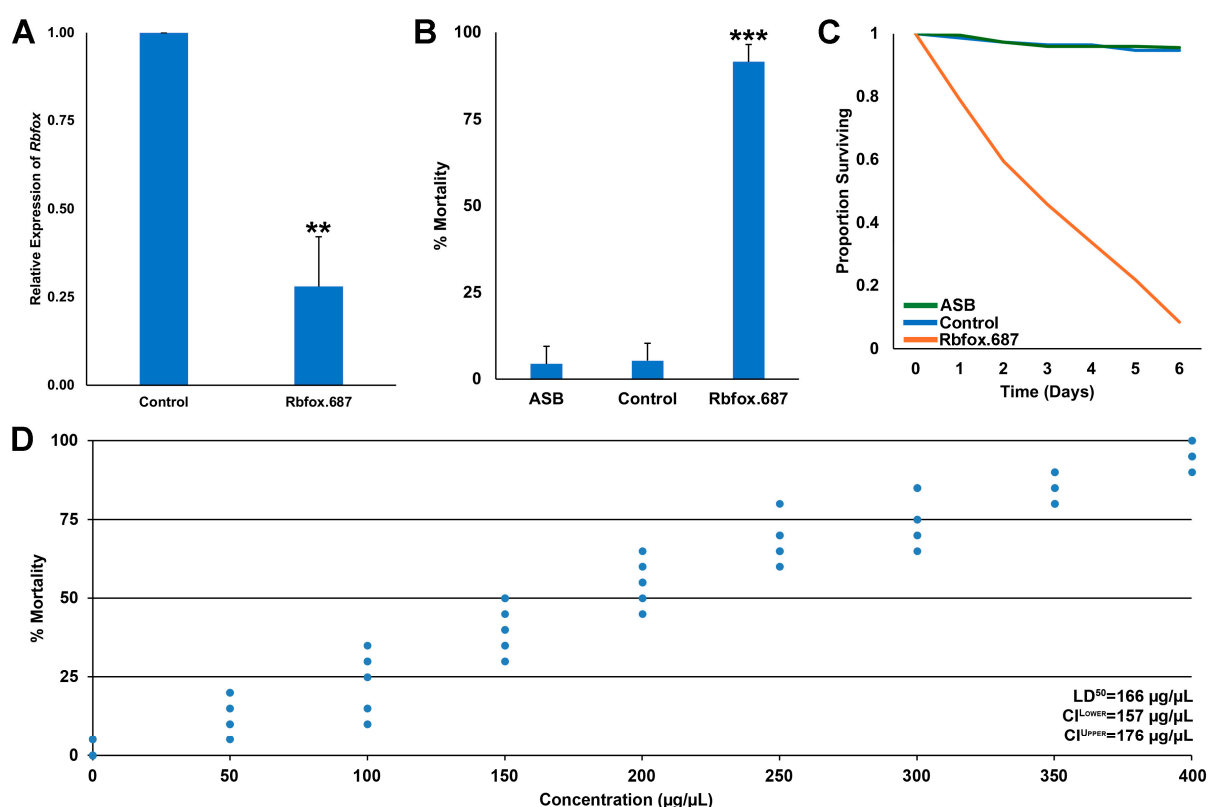 A
Relative Expression of Rbfox
1.00
0.75
0.50
0.25
0.00
**
Control
Rbfox.687
B
% Mortality
100
75
50
25
0
***
ASB
Control
Rbfox.687
C
Proportion Surviving
1
0.8
0.6
0.4
0.2
0
ASB
Control
Rbfox.687
0 1 2 3 4 5 6
Time (Days)
D
% Mortality
100
75
50
25
0
LD⁵⁰=166 µg/µL
CI^LOWER=157 µg/µL
CI^UPPER=176 µg/µL
0 50 100 150 200 250 300 350 400
Concentration (µg/µL)